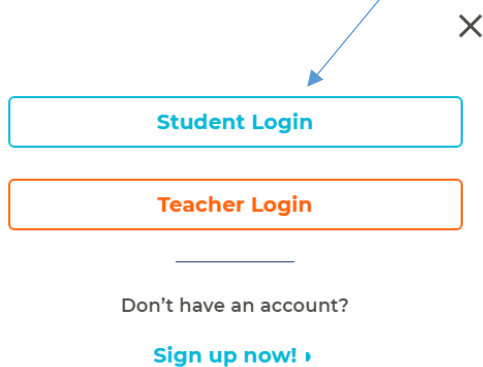 Student Login
Teacher Login
Don’t have an account?
Sign up now!